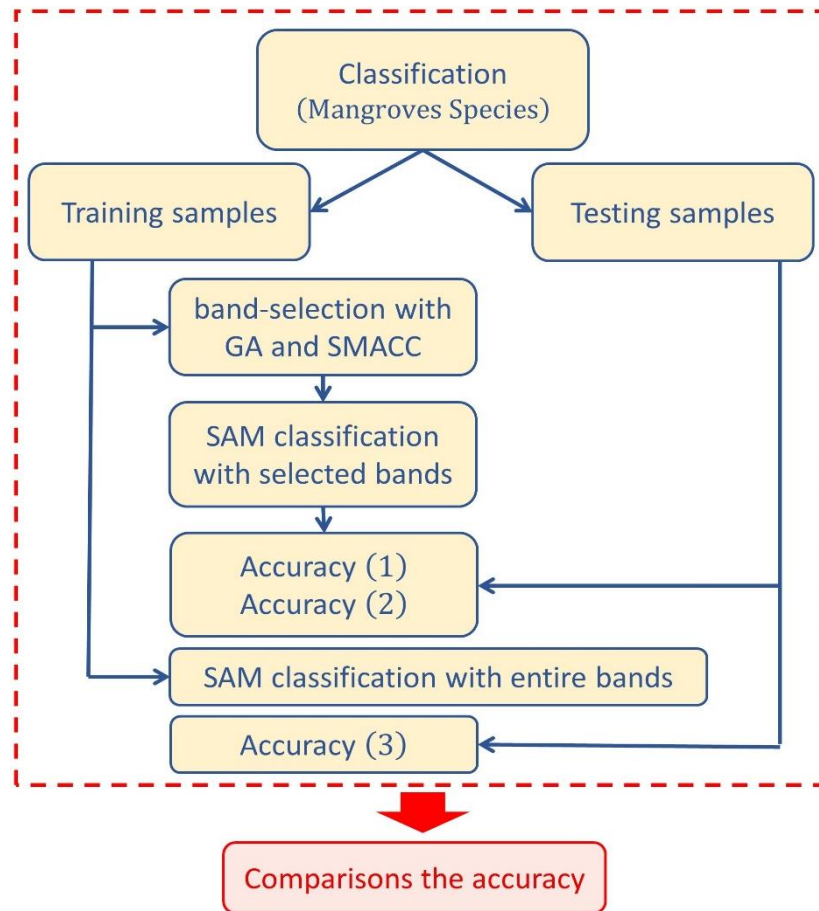 Classification
(Mangroves Species)
Training samples
Testing samples
band-selection with
GA and SMACC
SAM classification
with selected bands
Accuracy (1)
Accuracy (2)
SAM classification with entire bands
Accuracy (3)
Comparisons the accuracy